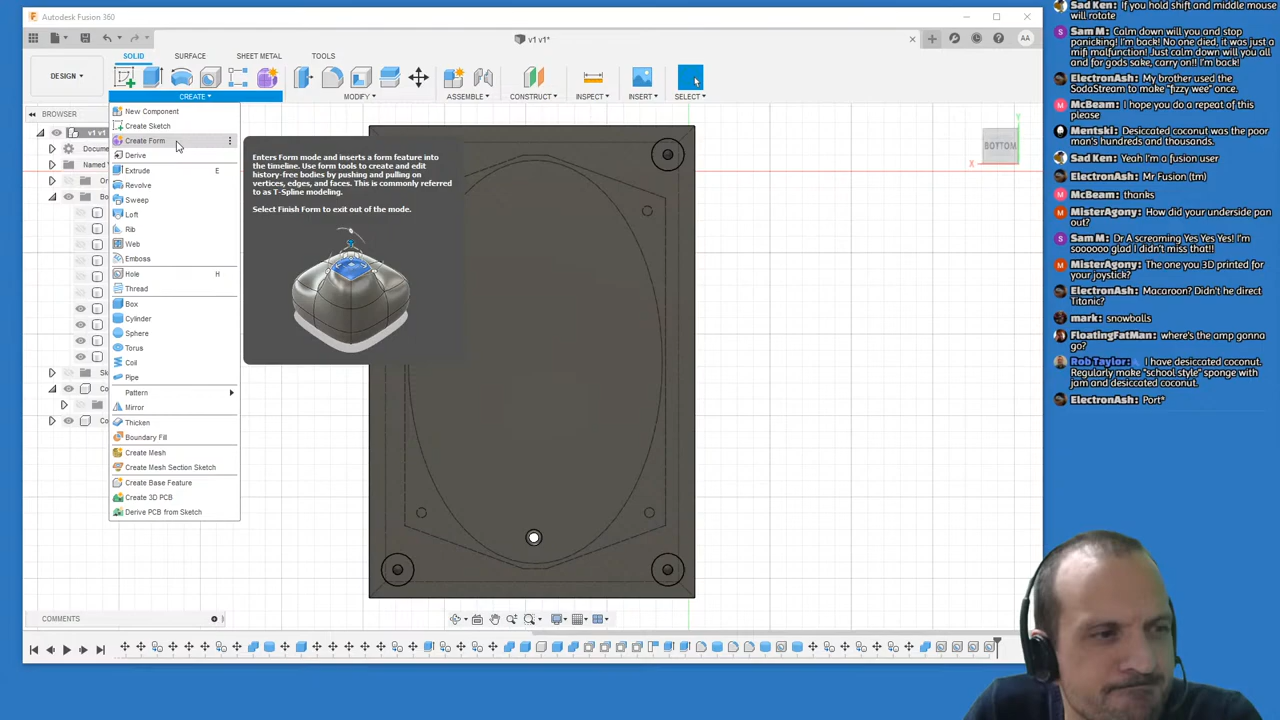 Autodesk Fusion 360
v1 v1*
AA
DESIGN
SOLID
SURFACE
SHEET METAL
TOOLS
CREATE
MODIFY
ASSEMBLE
CONSTRUCT
INSPECT
INSERT
SELECT
BROWSER
v1 v1
Docume
Named
Or
Bo
Sk
Co
Co
New Component
Create Sketch
Create Form
Derive
Extrude E
Revolve
Sweep
Loft
Rib
Web
Emboss
Hole H
Thread
Box
Cylinder
Sphere
Torus
Coil
Pipe
Pattern
Mirror
Thicken
Boundary Fill
Create Mesh
Create Mesh Section Sketch
Create Base Feature
Create 3D PCB
Derive PCB from Sketch
Enters Form mode and inserts a form feature into
the timeline. Use form tools to create and edit
history-free bodies by pushing and pulling on
vertices, edges, and faces. This is commonly referred
to as T-Spline modeling.
Select Finish Form to exit out of the mode.
BOTTOM
X
Y
COMMENTS
Sad Ken: If you hold shift and middle mouse
will rotate
Sam M: Calm down will you and stop
panicking! I'm back! No one died, it was just a
mifi malfunction! Just calm down will you all
and for gods sake, carry on!! I'm back!
ElectronAsh: My brother used the
SodaStream to make "fizzy wee" once.
McBeam: I hope you do a repeat of this
please
Mentski: Desiccated coconut was the poor
man's hundreds and thousands.
Sad Ken: Yeah I'm a fusion user
ElectronAsh: Mr Fusion (tm)
McBeam: thanks
MisterAgony: How did your underside pan
out?
Sam M: Dr A screaming Yes Yes Yes! I'm
sooooooo glad I didn't miss that!!
MisterAgony: The one you 3D printed for
your joystick?
ElectronAsh: Macaroon? Didn't he direct
Titanic?
mark: snowballs
FloatingFatMan: where's the amp gonna
go?
Rob Taylor: I have desiccated coconut.
Regularly make "school style" sponge with
jam and desiccated coconut.
ElectronAsh: Port*